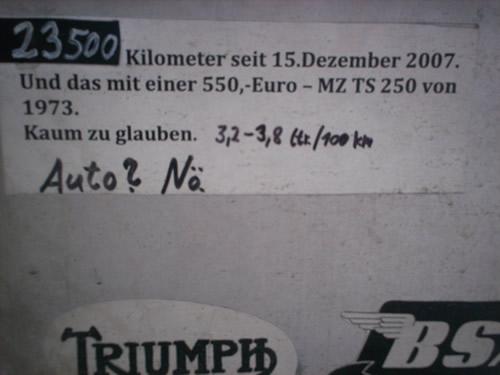 23500 Kilometer seit 15.Dezember 2007.
Und das mit einer 550,-Euro – MZ TS 250 von
1973.
Kaum zu glauben. 3,2-3,8 ltr/100 km
Auto? Nö.
TRIUMPH
BSA